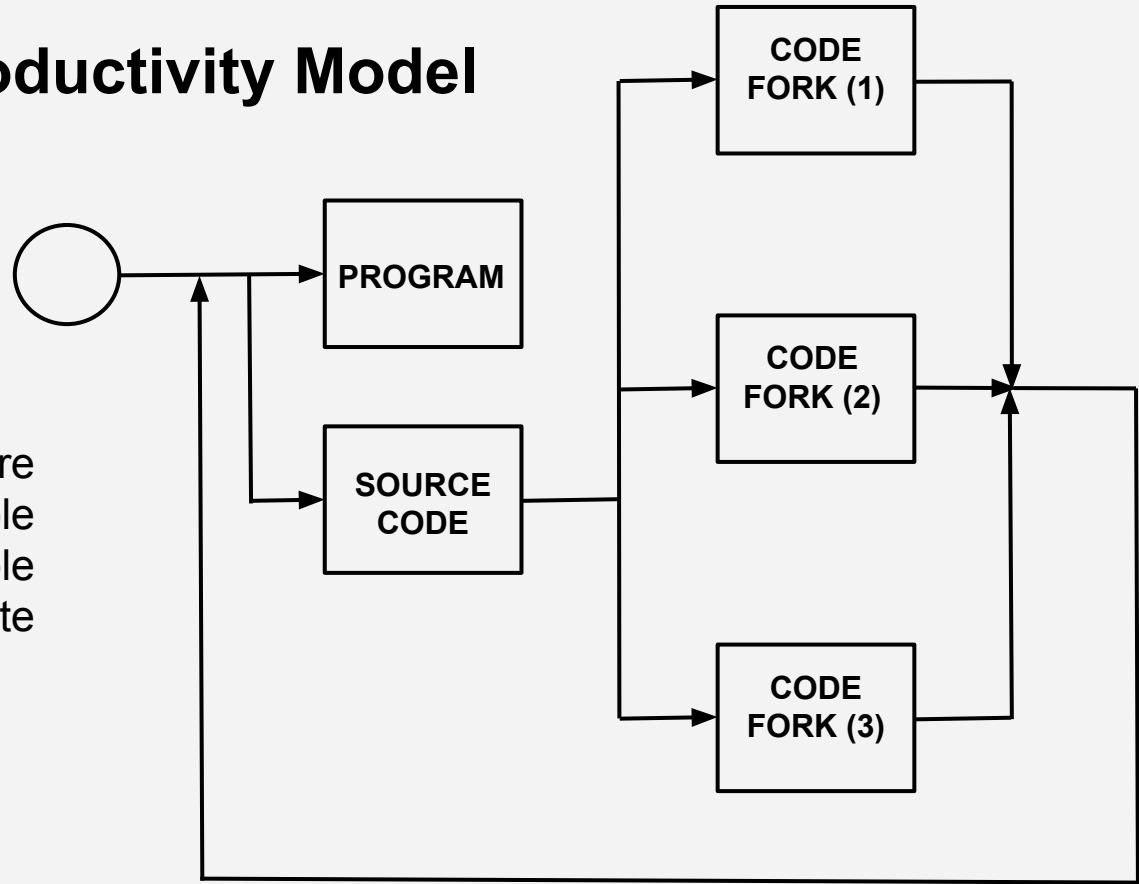 oductivity Model
CODE
FORK (1)
PROGRAM
CODE
FORK (2)
re
le
le
te
SOURCE
CODE
CODE
FORK (3)